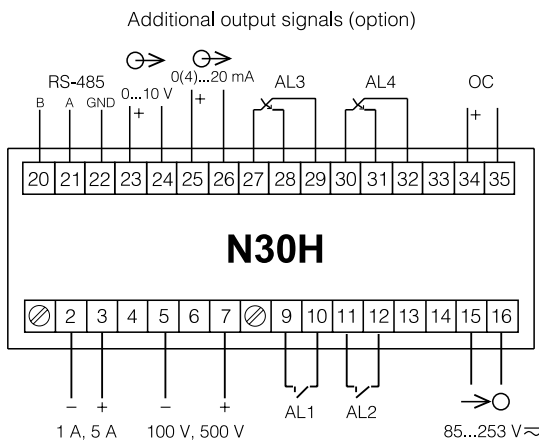 Additional output signals (option)
RS-485 0...10 V 0(4)...20 mA AL3 AL4 OC
B A GND + + +
20 21 22 23 24 25 26 27 28 29 30 31 32 33 34 35
N30H
2 3 4 5 6 7 9 10 11 12 13 14 15 16
− + − + AL1 AL2
1 A, 5 A 100 V, 500 V 85...253 V